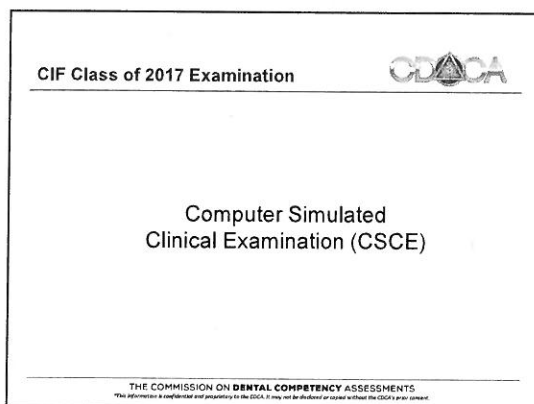 CIF Class of 2017 Examination
CDCA
Computer Simulated
Clinical Examination (CSCE)
THE COMMISSION ON DENTAL COMPETENCY ASSESSMENTS
"This information is confidential and proprietary to the CDCA. It may not be disclosed or copied without the CDCA's prior consent.